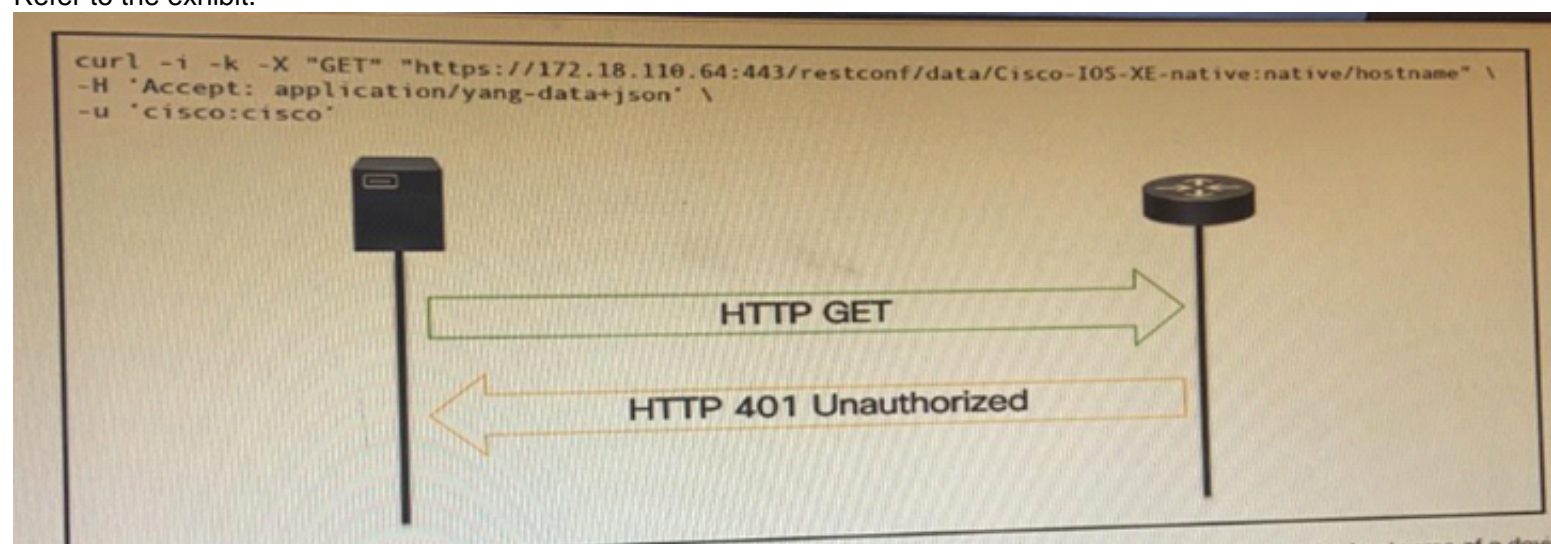 Refer to the exhibit.
curl -i -k -X "GET" "https://172.18.110.64:443/restconf/data/Cisco-IOS-XE-native:native/hostname" \
-H 'Accept: application/yang-data+json' \
-u 'cisco:cisco'
HTTP GET
HTTP 401 Unauthorized
of a